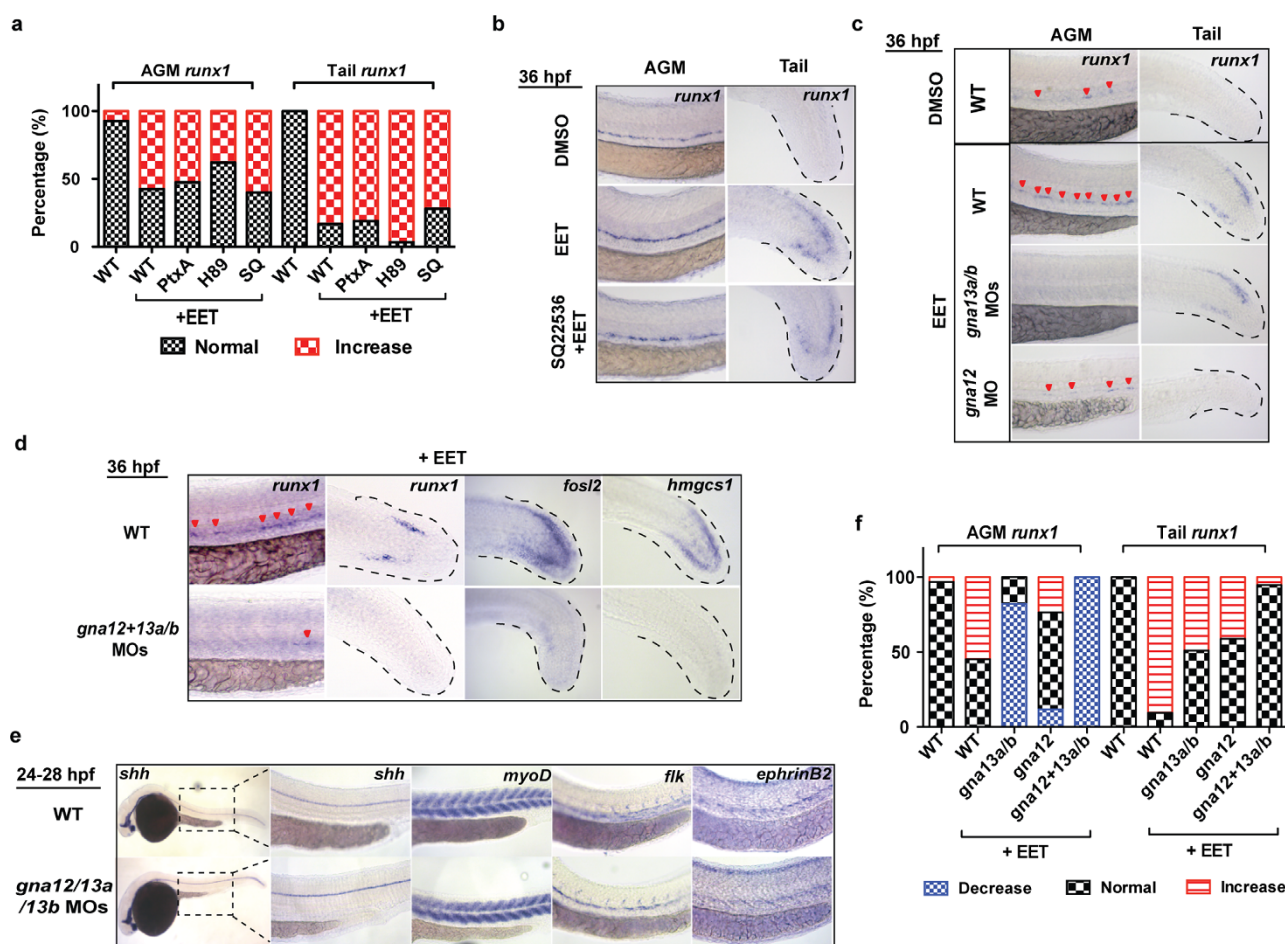 a
AGM runx1
Tail runx1
Percentage (%)
100
50
0
WT
WT
PtxA
H89
SQ
WT
WT
PtxA
H89
SQ
+EET
+EET
Normal
Increase
b
36 hpf
AGM
Tail
runx1
runx1
DMSO
EET
SQ22536
+EET
c
36 hpf
AGM
Tail
runx1
runx1
DMSO
WT
EET
WT
gna13a/b
MOs
gna12
MO
d
36 hpf
+ EET
runx1
runx1
fosl2
hmgcs1
WT
gna12+13a/b
MOs
e
24-28 hpf
shh
shh
myoD
flk
ephrinB2
WT
gna12/13a
/13b MOs
f
AGM runx1
Tail runx1
Percentage (%)
100
50
0
WT
WT
gna13a/b
gna12
gna12+13a/b
WT
WT
gna13a/b
gna12
gna12+13a/b
+ EET
+ EET
Decrease
Normal
Increase